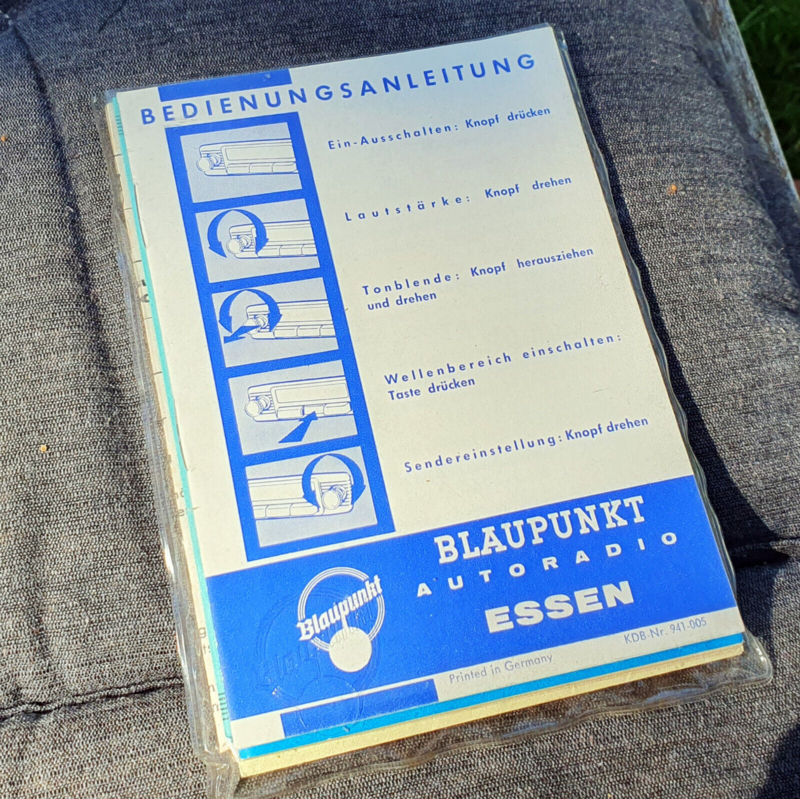 BEDIENUNGSANLEITUNG
Ein-Ausschalten: Knopf drücken
Lautstärke: Knopf drehen
Tonblende: Knopf herausziehen
und drehen
Wellenbereich einschalten:
Taste drücken
Sendereinstellung: Knopf drehen
BLAUPUNKT
AUTORADIO
ESSEN
Blaupunkt
KDB-Nr. 941-005
Printed in Germany